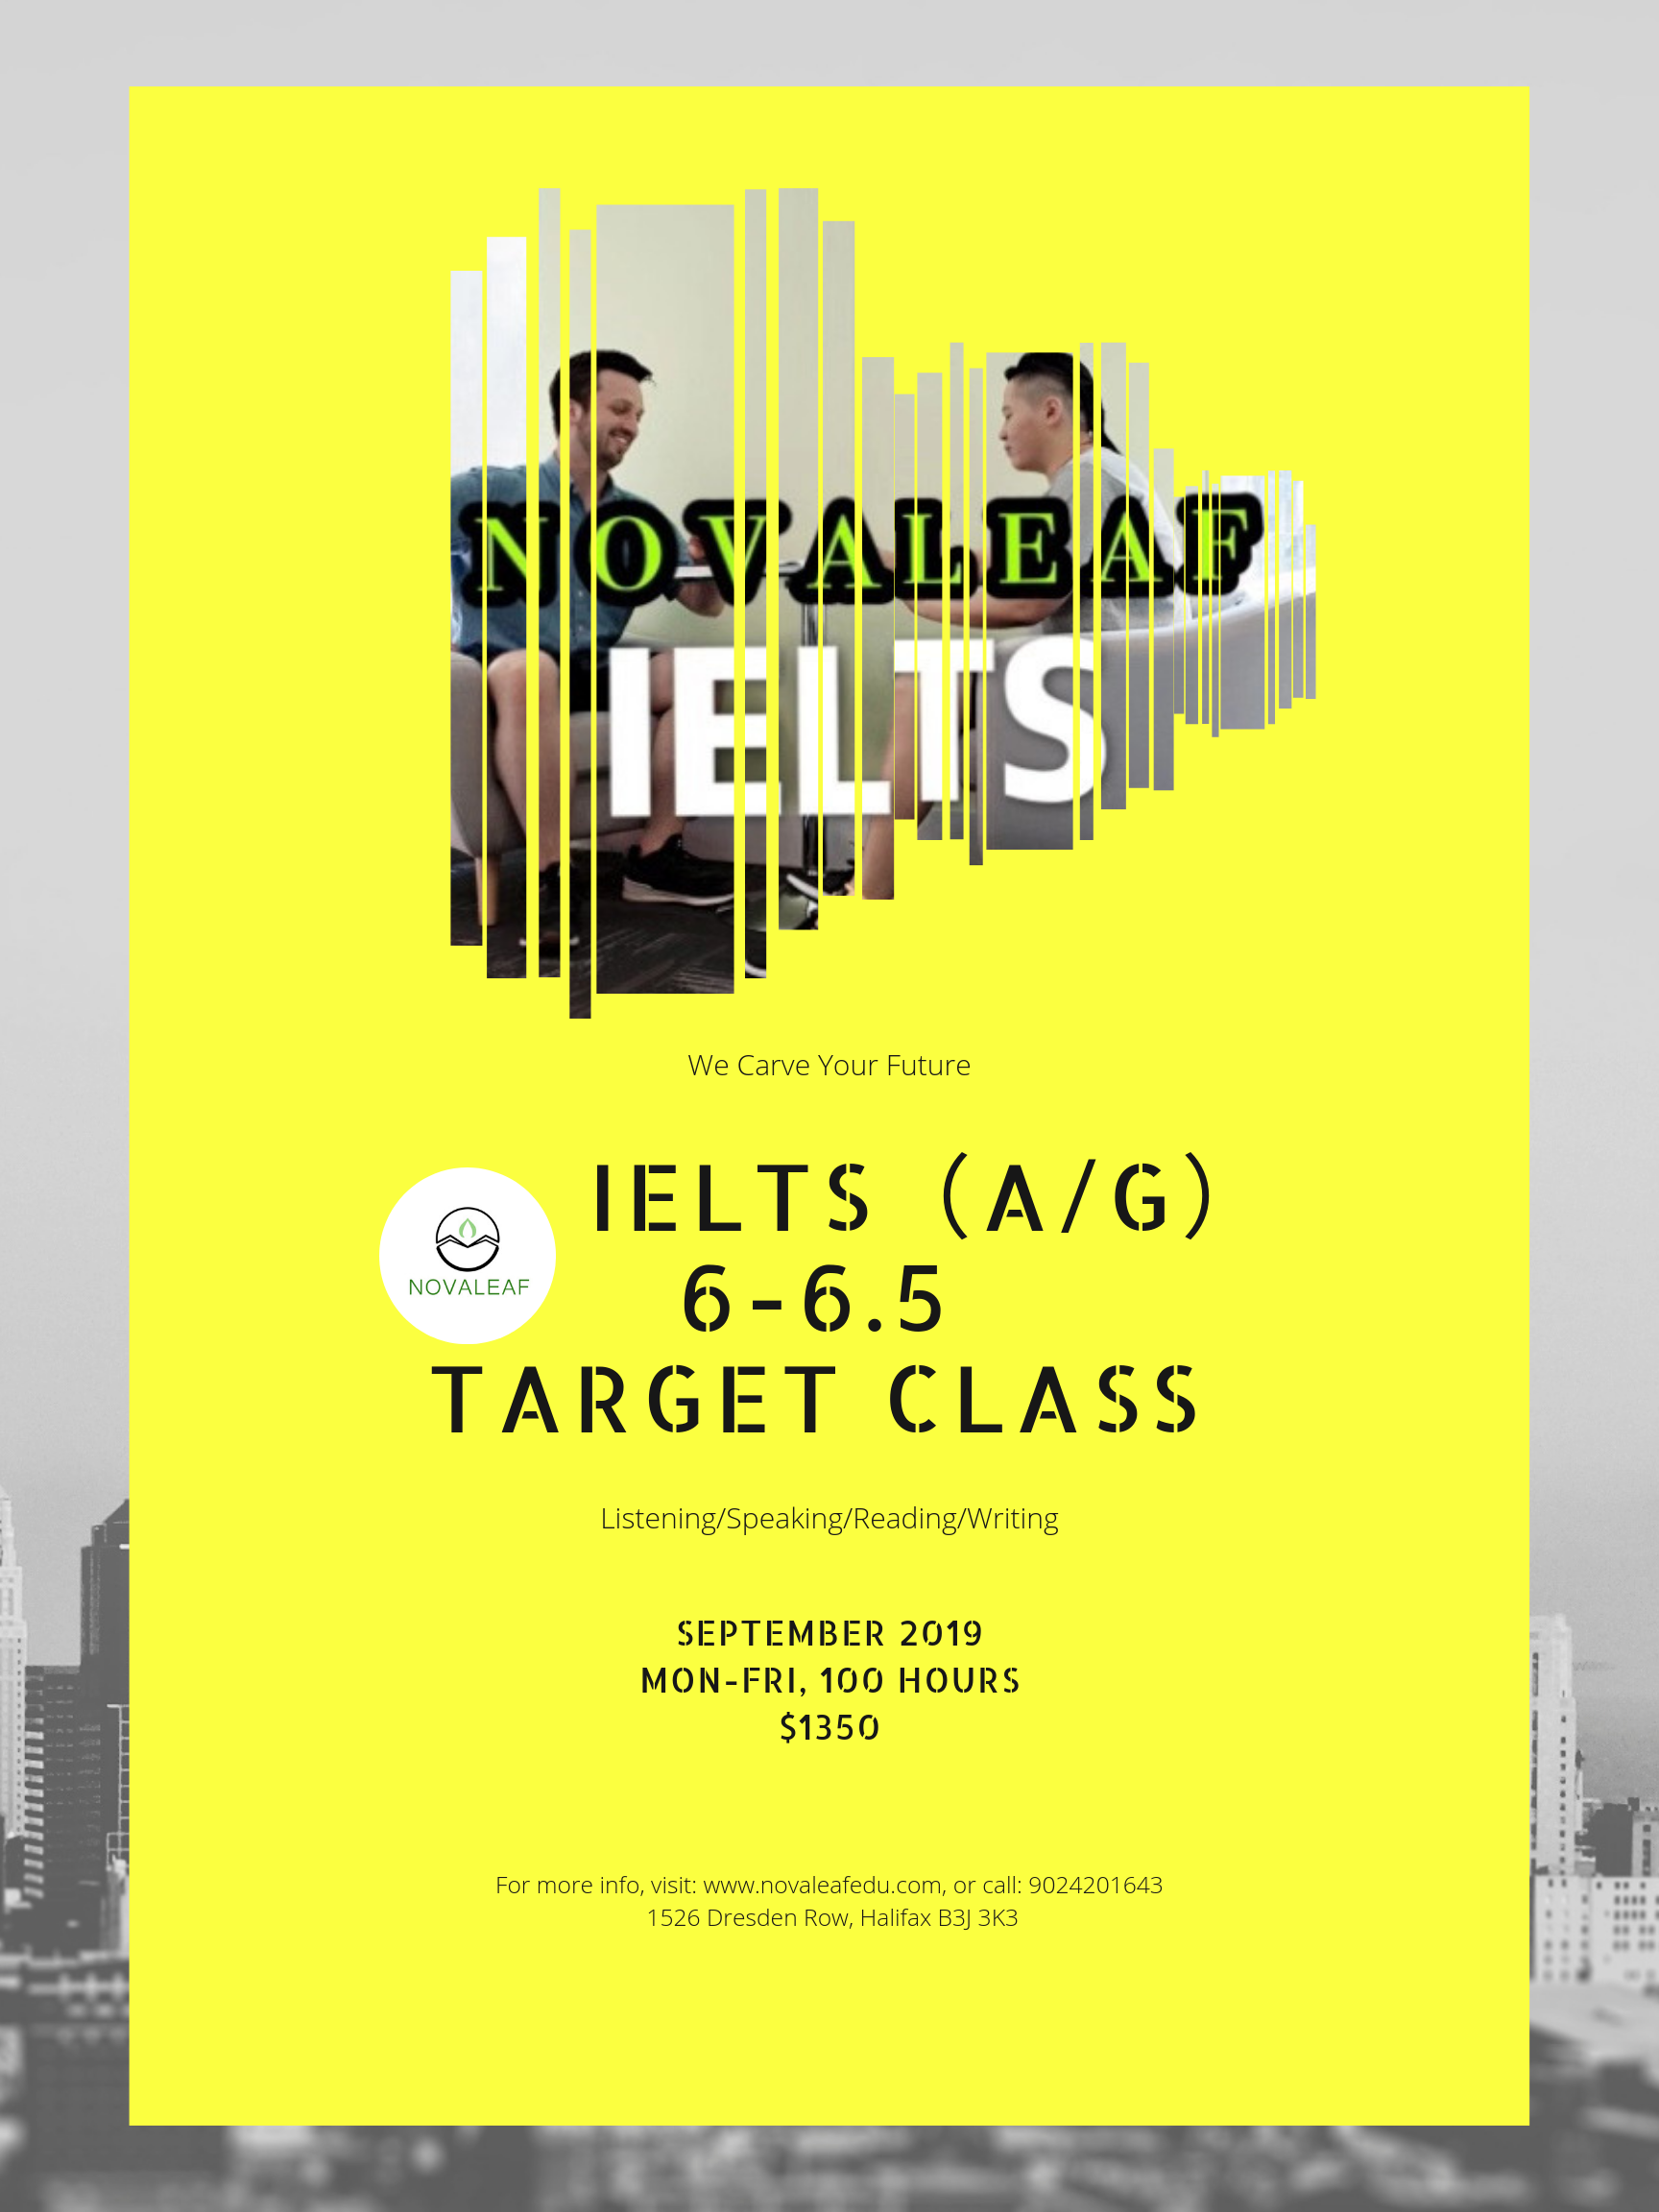 NOVALEAF
IELTS
We Carve Your Future
IELTS (A/G)
NOVALEAF
6-6.5
TARGET CLASS
Listening/Speaking/Reading/Writing
SEPTEMBER 2019
MON-FRI, 100 HOURS
$1350
For more info, visit: www.novaleafedu.com, or call: 9024201643
1526 Dresden Row, Halifax B3J 3K3